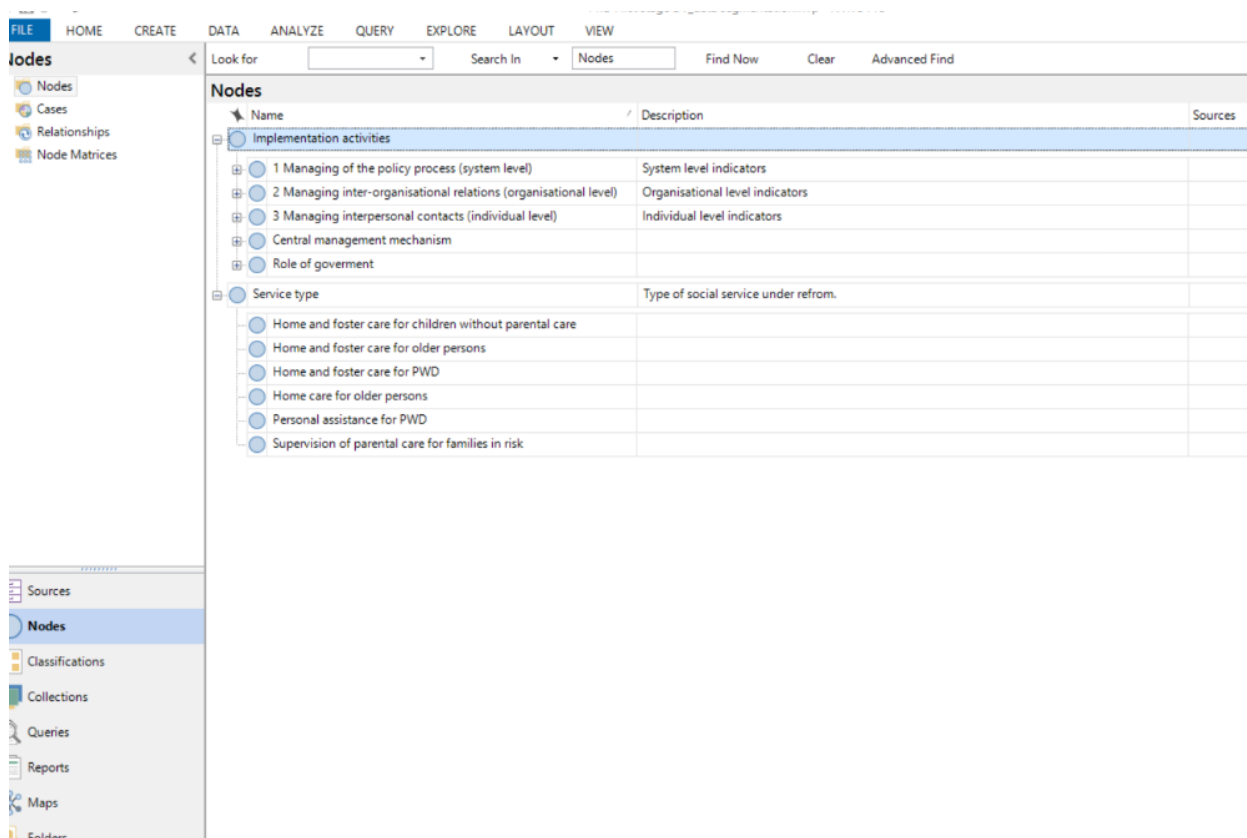 FILE HOME CREATE DATA ANALYZE QUERY EXPLORE LAYOUT VIEW
Nodes Look for Search In Nodes Find Now Clear Advanced Find
Nodes
Cases
Relationships
Node Matrices
Nodes
Name Description Sources
Implementation activities
1 Managing of the policy process (system level) System level indicators
2 Managing inter-organisational relations (organisational level) Organisational level indicators
3 Managing interpersonal contacts (individual level) Individual level indicators
Central management mechanism
Role of goverment
Service type Type of social service under refrom.
Home and foster care for children without parental care
Home and foster care for older persons
Home and foster care for PWD
Home care for older persons
Personal assistance for PWD
Supervision of parental care for families in risk
Sources
Nodes
Classifications
Collections
Queries
Reports
Maps
Folders